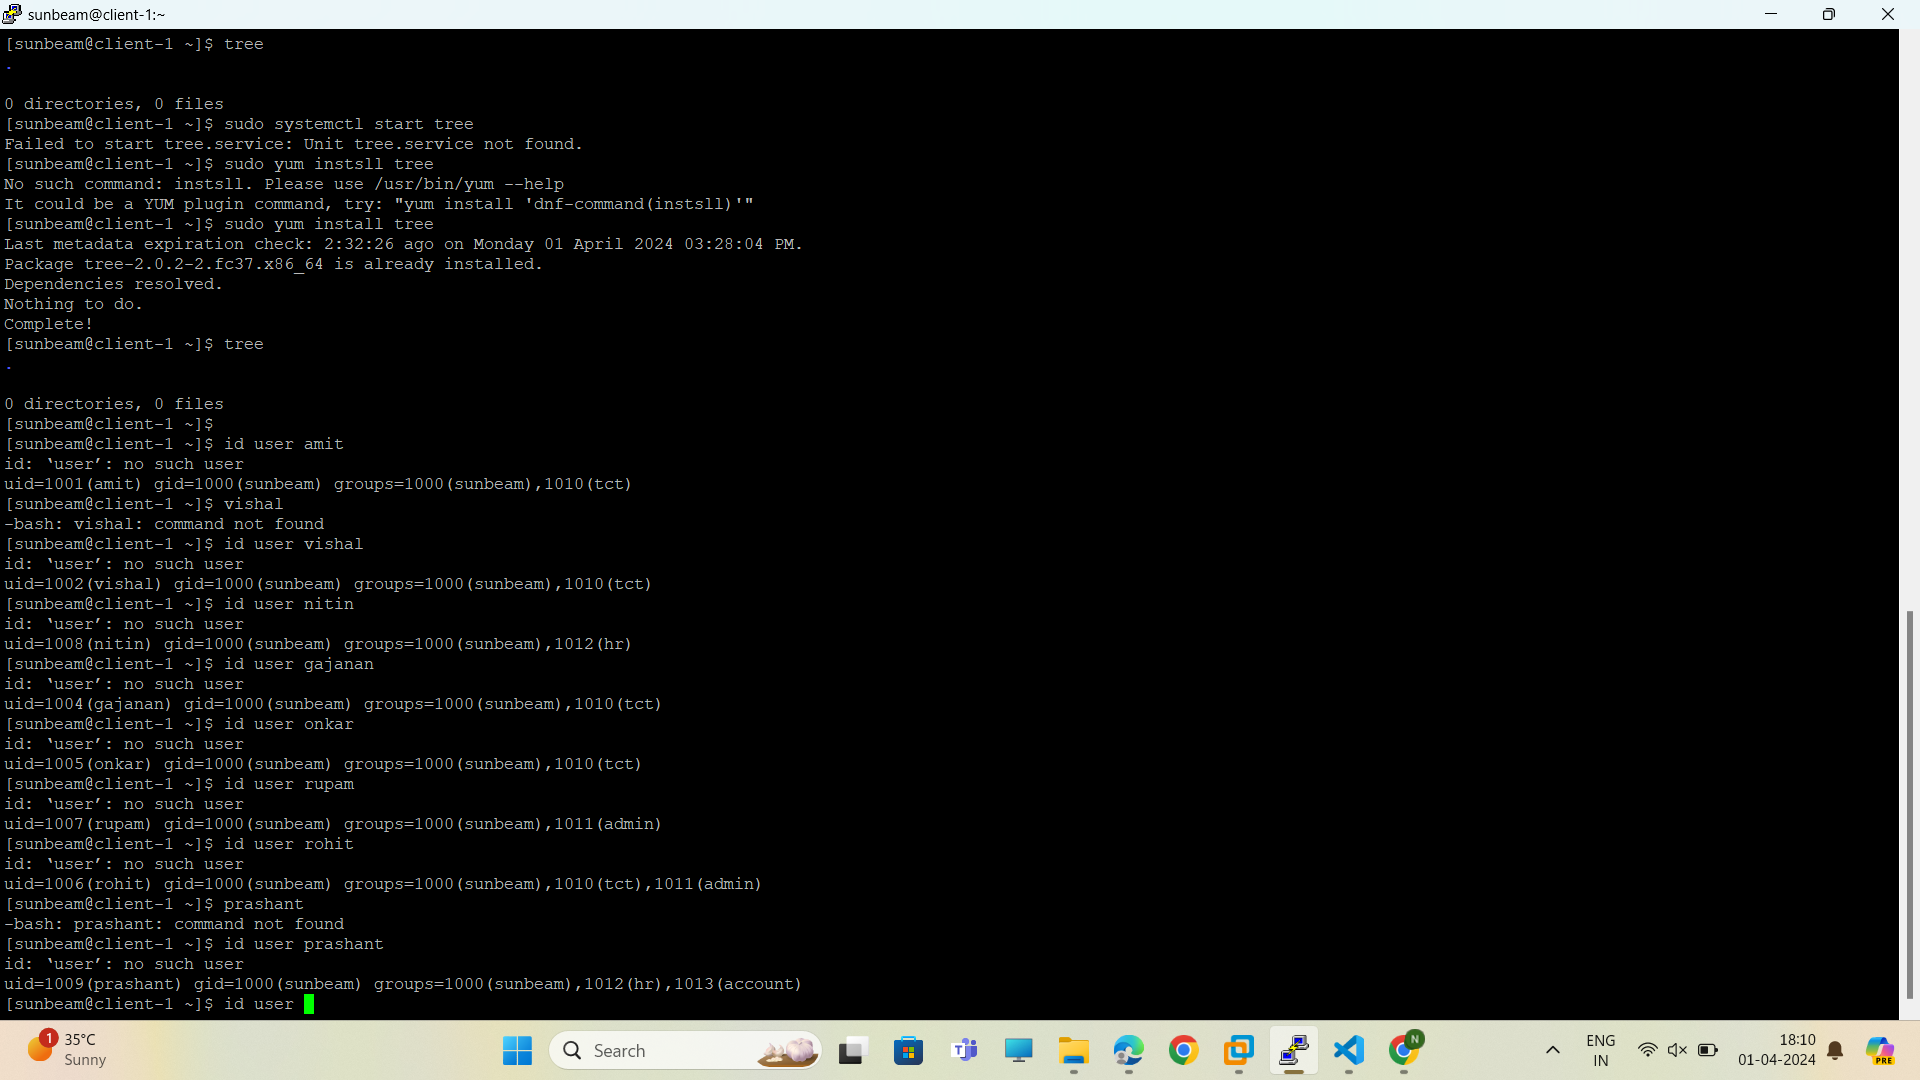 sunbeam@client-1:~
[sunbeam@client-1 ~]$ tree
.
0 directories, 0 files
[sunbeam@client-1 ~]$ sudo systemctl start tree
Failed to start tree.service: Unit tree.service not found.
[sunbeam@client-1 ~]$ sudo yum instsll tree
No such command: instsll. Please use /usr/bin/yum --help
It could be a YUM plugin command, try: "yum install 'dnf-command(instsll)'"
[sunbeam@client-1 ~]$ sudo yum install tree
Last metadata expiration check: 2:32:26 ago on Monday 01 April 2024 03:28:04 PM.
Package tree-2.0.2-2.fc37.x86_64 is already installed.
Dependencies resolved.
Nothing to do.
Complete!
[sunbeam@client-1 ~]$ tree
.
0 directories, 0 files
[sunbeam@client-1 ~]$
[sunbeam@client-1 ~]$ id user amit
id: ‘user’: no such user
uid=1001(amit) gid=1000(sunbeam) groups=1000(sunbeam),1010(tct)
[sunbeam@client-1 ~]$ vishal
-bash: vishal: command not found
[sunbeam@client-1 ~]$ id user vishal
id: ‘user’: no such user
uid=1002(vishal) gid=1000(sunbeam) groups=1000(sunbeam),1010(tct)
[sunbeam@client-1 ~]$ id user nitin
id: ‘user’: no such user
uid=1008(nitin) gid=1000(sunbeam) groups=1000(sunbeam),1012(hr)
[sunbeam@client-1 ~]$ id user gajanan
id: ‘user’: no such user
uid=1004(gajanan) gid=1000(sunbeam) groups=1000(sunbeam),1010(tct)
[sunbeam@client-1 ~]$ id user onkar
id: ‘user’: no such user
uid=1005(onkar) gid=1000(sunbeam) groups=1000(sunbeam),1010(tct)
[sunbeam@client-1 ~]$ id user rupam
id: ‘user’: no such user
uid=1007(rupam) gid=1000(sunbeam) groups=1000(sunbeam),1011(admin)
[sunbeam@client-1 ~]$ id user rohit
id: ‘user’: no such user
uid=1006(rohit) gid=1000(sunbeam) groups=1000(sunbeam),1010(tct),1011(admin)
[sunbeam@client-1 ~]$ prashant
-bash: prashant: command not found
[sunbeam@client-1 ~]$ id user prashant
id: ‘user’: no such user
uid=1009(prashant) gid=1000(sunbeam) groups=1000(sunbeam),1012(hr),1013(account)
[sunbeam@client-1 ~]$ id user
1
35°C
Sunny
Search
N
ENG
IN
18:10
01-04-2024
PRE